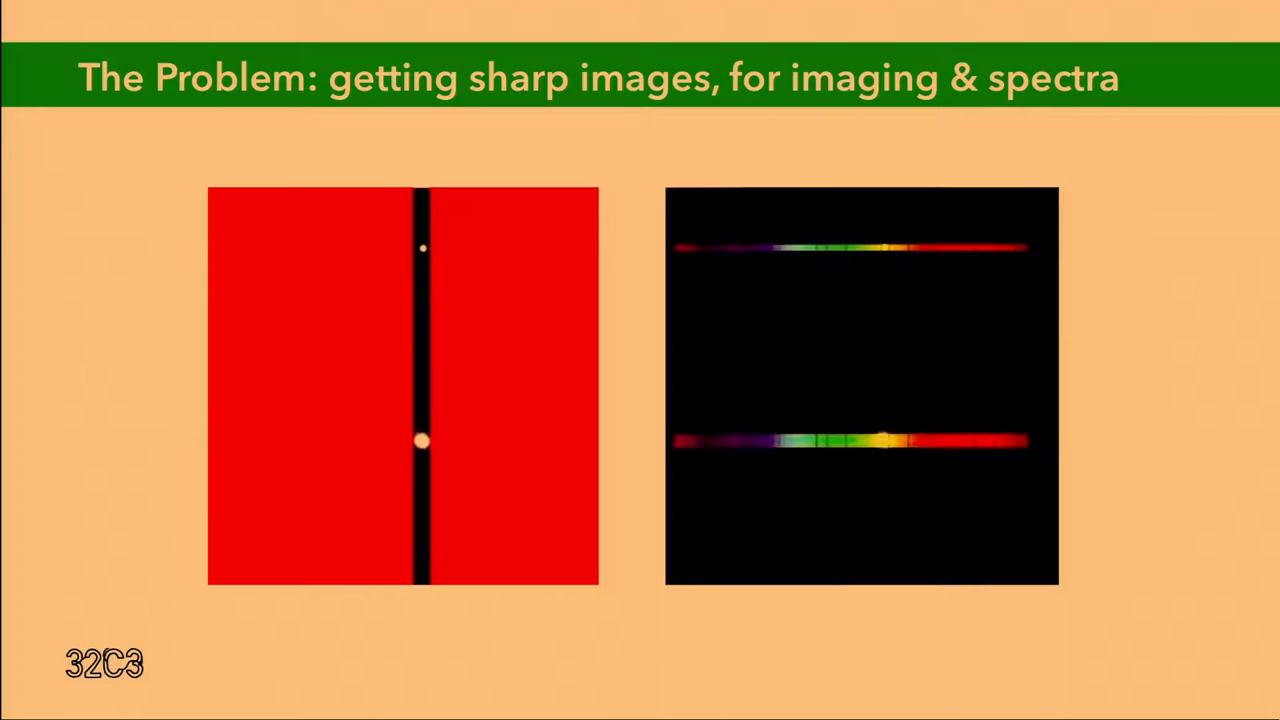 The Problem: getting sharp images, for imaging & spectra
32C3